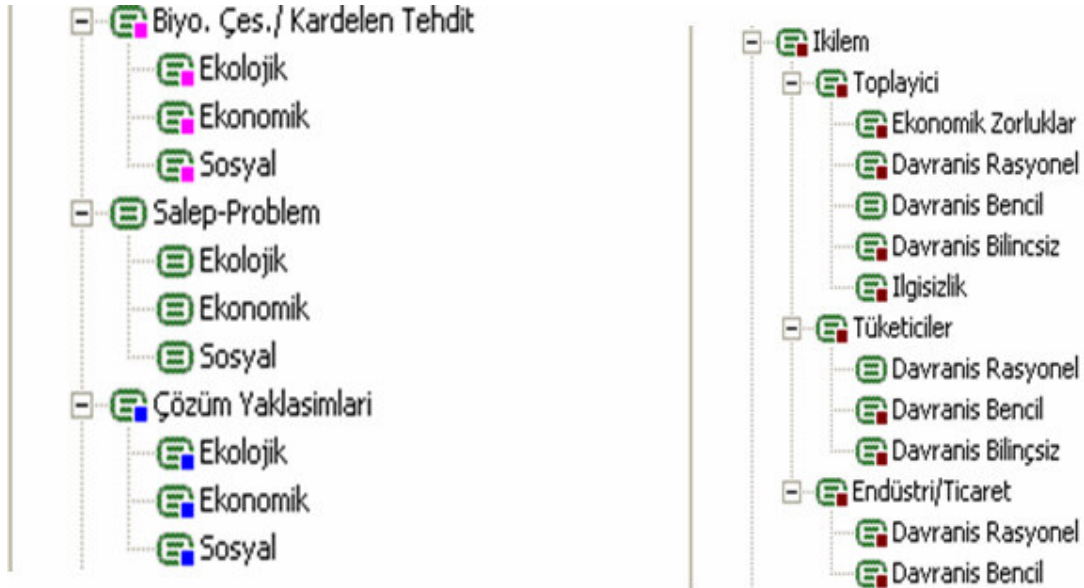 Biyo. Çes./ Kardelen Tehdit
Ekolojik
Ekonomik
Sosyal
Salep-Problem
Ekolojik
Ekonomik
Sosyal
Çözüm Yaklasimlari
Ekolojik
Ekonomik
Sosyal
Ikilem
Toplayici
Ekonomik Zorluklar
Davranis Rasyonel
Davranis Bencil
Davranis Bilincsiz
Ilgisizlik
Tüketiciler
Davranis Rasyonel
Davranis Bencil
Davranis Bilinçsiz
Endüstri/Ticaret
Davranis Rasyonel
Davranis Bencil